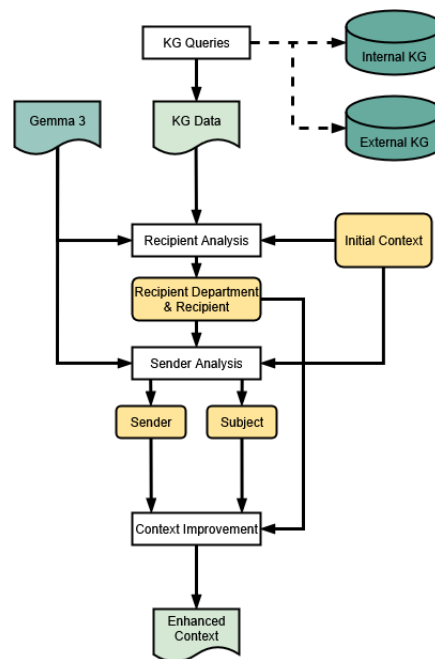 KG Queries
Internal KG
External KG
Gemma 3
KG Data
Recipient Analysis
Initial Context
Recipient Department
& Recipient
Sender Analysis
Sender
Subject
Context Improvement
Enhanced
Context